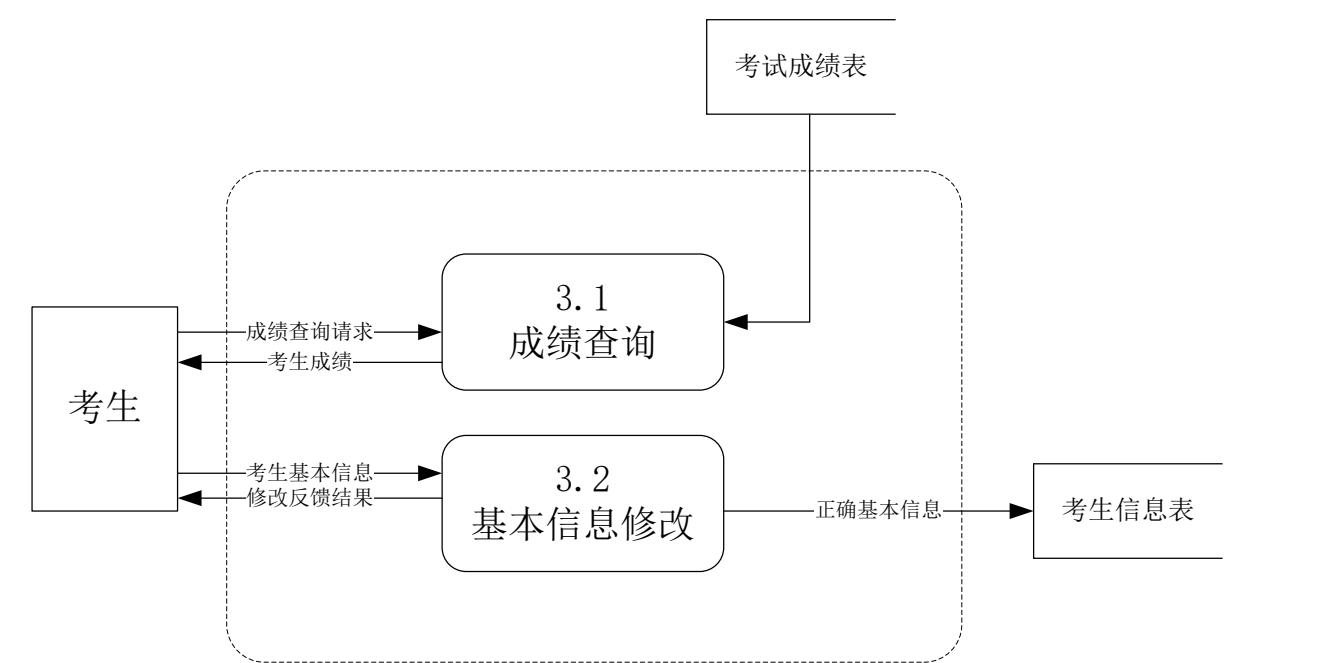 考试成绩表
3.1
成绩查询
成绩查询请求
考生成绩
考生
考生基本信息
修改反馈结果
3.2
基本信息修改
正确基本信息
考生信息表